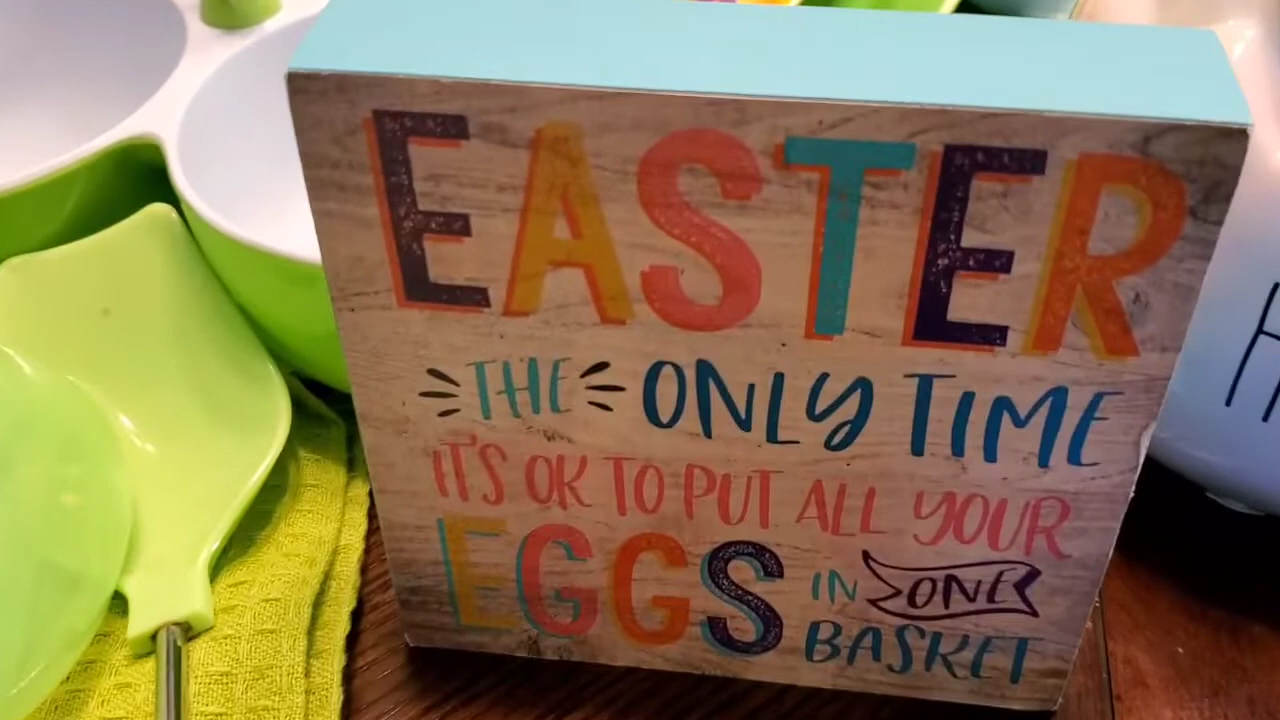 EASTER
THE ONLY TIME
IT'S OK TO PUT ALL YOUR
EGGS IN ONE
BASKET